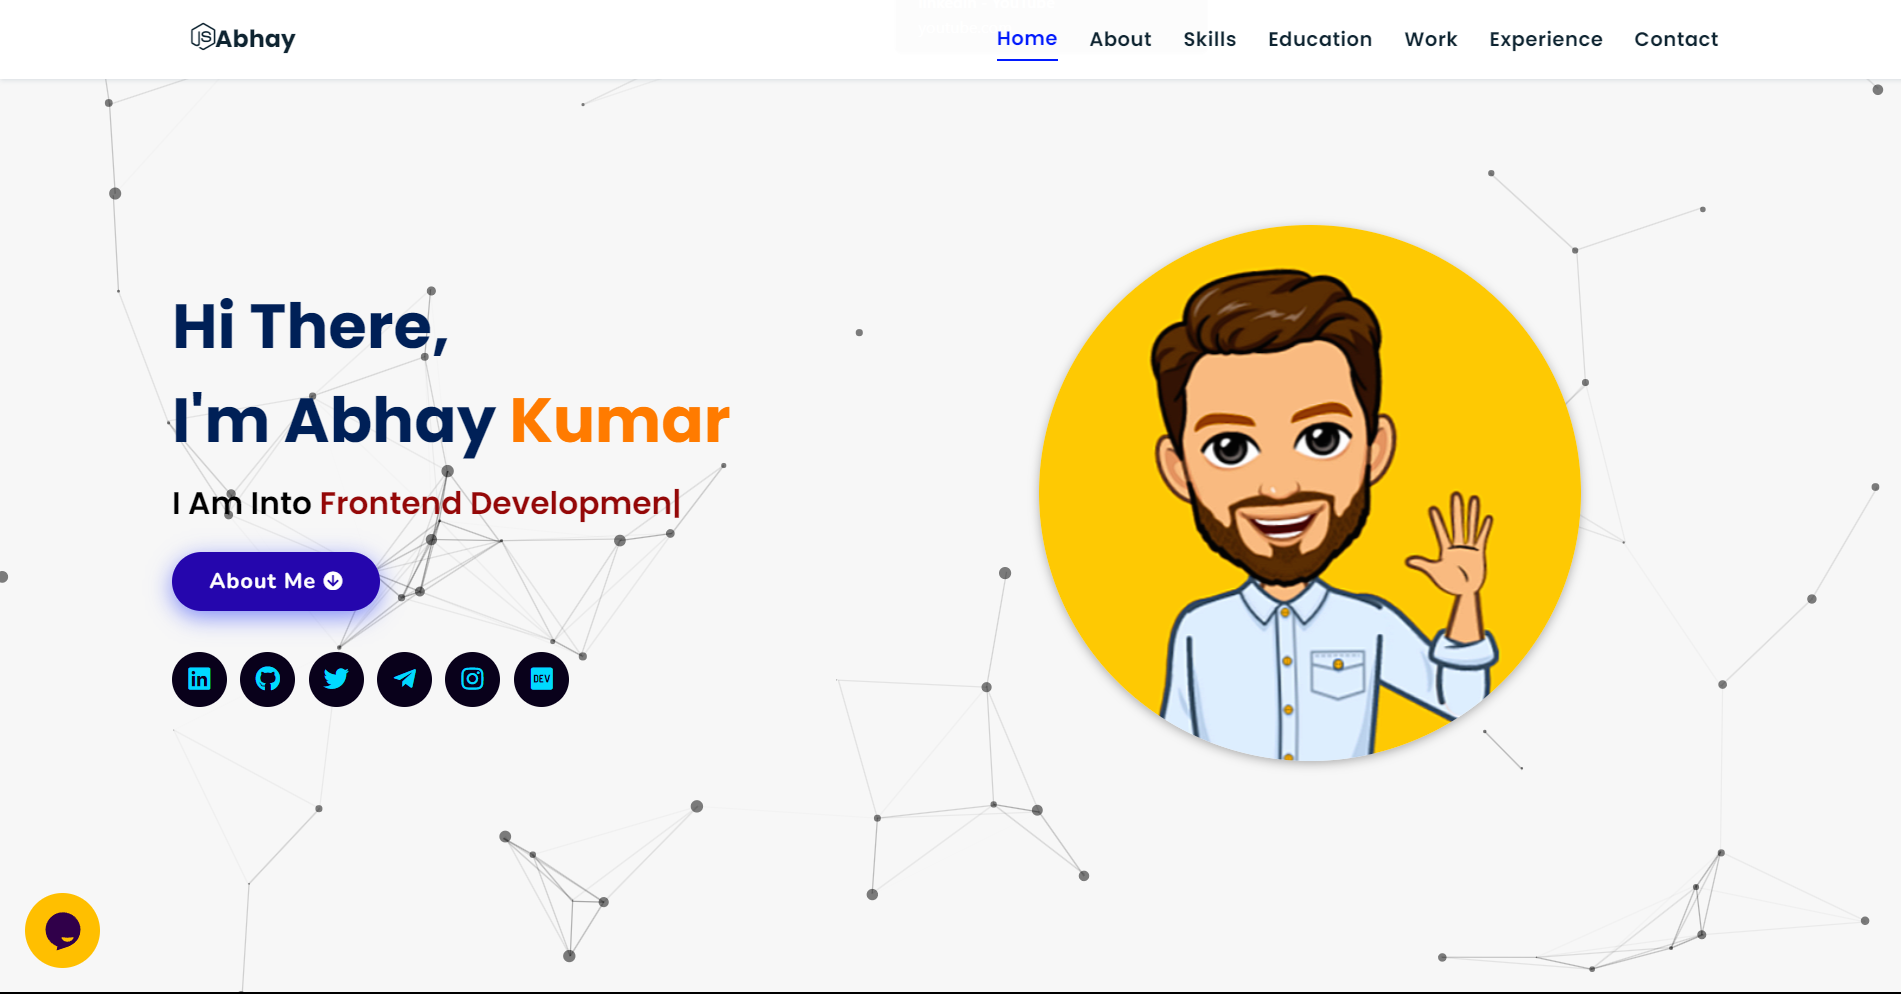 Abhay
Home About Skills Education Work Experience Contact
Hi There,
I'm Abhay Kumar
I Am Into Frontend Developmen|
About Me
in DEV